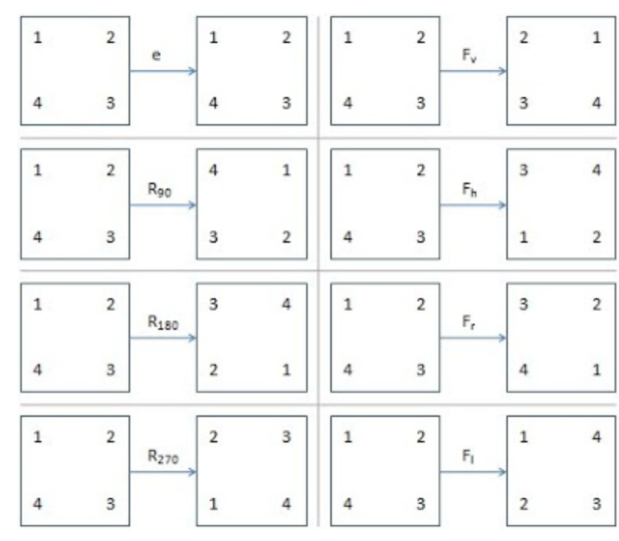 1 2 e 1 2 1 2 Fᵥ 2 1
4 3 4 3 4 3 3 4
1 2 R₉₀ 4 1 1 2 Fₕ 3 4
4 3 3 2 4 3 1 2
1 2 R₁₈₀ 3 4 1 2 Fᵣ 3 2
4 3 2 1 4 3 4 1
1 2 R₂₇₀ 2 3 1 2 Fₗ 1 4
4 3 1 4 4 3 2 3